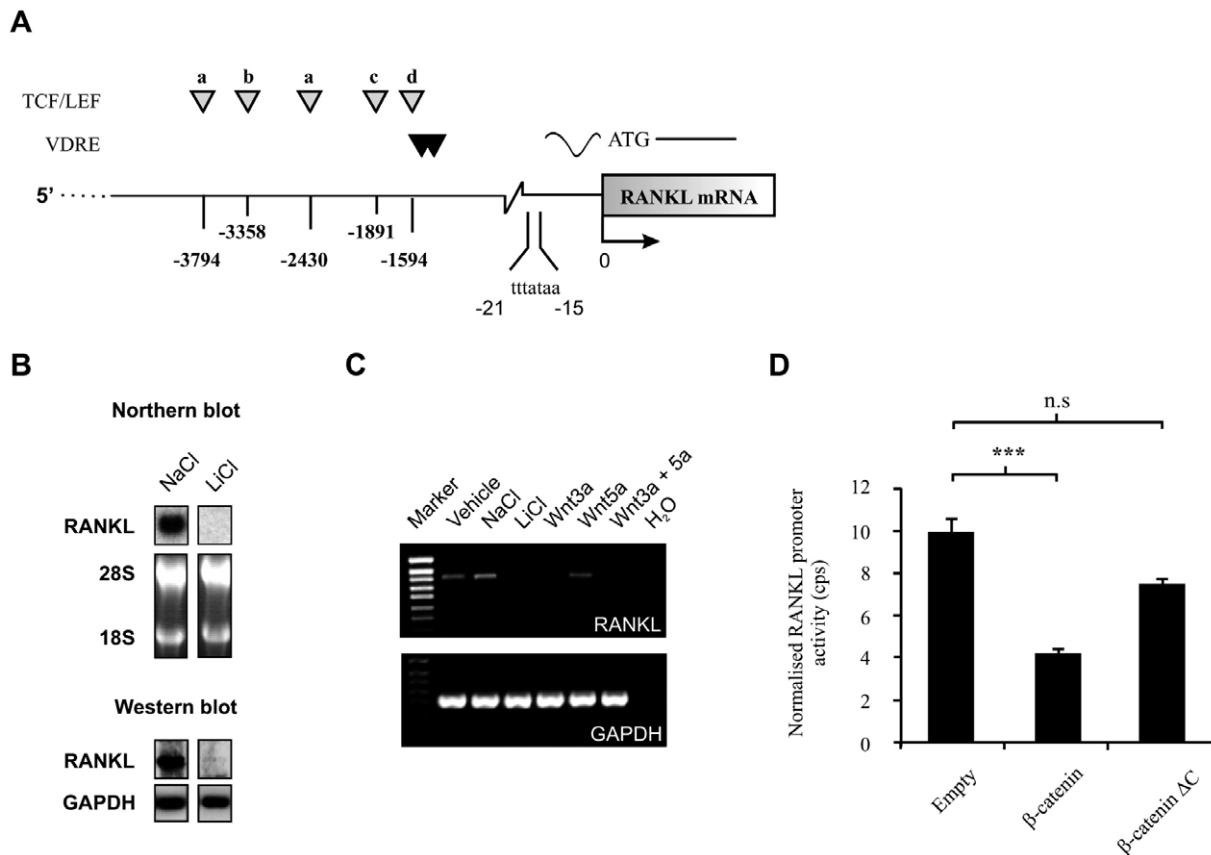 A
a b a c d
TCF/LEF
VDRE
ATG
5'
RANKL mRNA
-3358
-1891
-3794
-2430
-1594
0
tttataa
-21
-15
B
Northern blot
NaCl
LiCl
RANKL
28S
18S
Western blot
RANKL
GAPDH
C
Marker
Vehicle
NaCl
LiCl
Wnt3a
Wnt5a
Wnt3a + 5a
H₂O
RANKL
GAPDH
D
n.s
***
Normalised RANKL promoter
activity (cps)
12
10
8
6
4
2
0
Empty
β-catenin
β-catenin ΔC